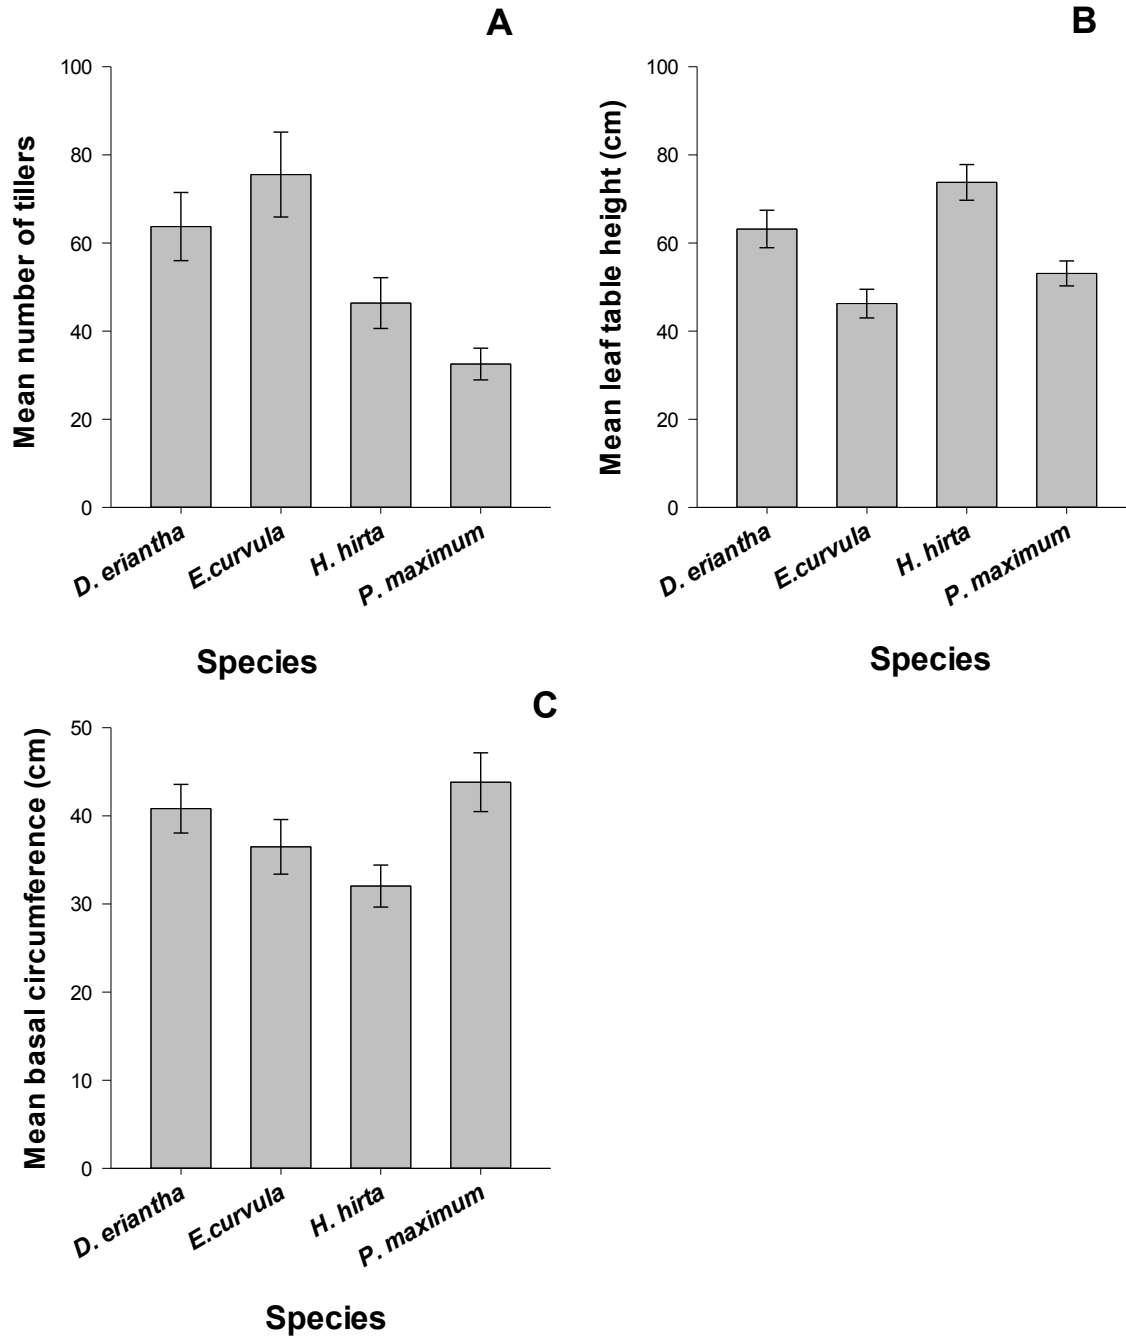 A
Mean number of tillers
100
80
60
40
20
0
D. eriantha
E.curvula
H. hirta
P. maximum
Species
B
Mean leaf table height (cm)
100
80
60
40
20
0
D. eriantha
E.curvula
H. hirta
P. maximum
Species
C
Mean basal circumference (cm)
50
40
30
20
10
0
D. eriantha
E.curvula
H. hirta
P. maximum
Species